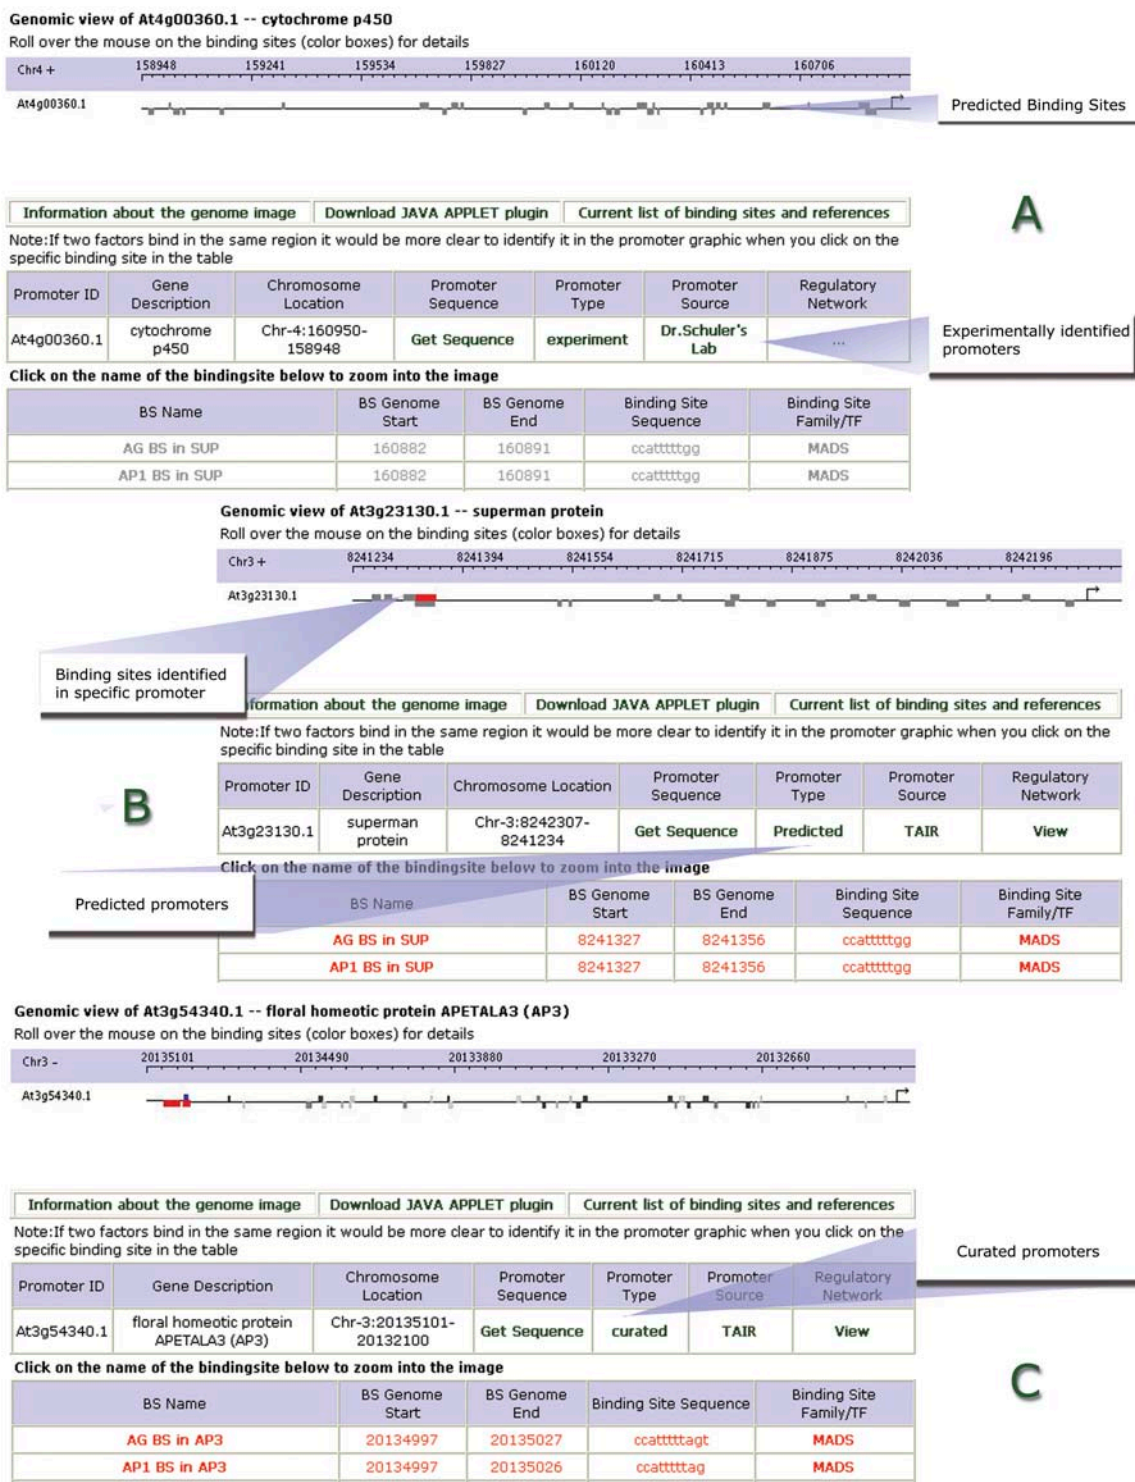 Genomic view of At4g00360.1 -- cytochrome p450
Roll over the mouse on the binding sites (color boxes) for details
Chr4 + 158948 159241 159534 159827 160120 160413 160706
At4g00360.1
Predicted Binding Sites
A
Information about the genome image Download JAVA APPLET plugin Current list of binding sites and references
Note:If two factors bind in the same region it would be more clear to identify it in the promoter graphic when you click on the
specific binding site in the table
Promoter ID Gene Description Chromosome Location Promoter Sequence Promoter Type Promoter Source Regulatory Network
At4g00360.1 cytochrome p450 Chr-4:160950-158948 Get Sequence experiment Dr.Schuler's Lab ...
Experimentally identified
promoters
Click on the name of the bindingsite below to zoom into the image
BS Name BS Genome Start BS Genome End Binding Site Sequence Binding Site Family/TF
AG BS in SUP 160882 160891 ccatttttgg MADS
AP1 BS in SUP 160882 160891 ccatttttgg MADS
Genomic view of At3g23130.1 -- superman protein
Roll over the mouse on the binding sites (color boxes) for details
Chr3 + 8241234 8241394 8241554 8241715 8241875 8242036 8242196
At3g23130.1
Binding sites identified
in specific promoter
formation about the genome image Download JAVA APPLET plugin Current list of binding sites and references
Note:If two factors bind in the same region it would be more clear to identify it in the promoter graphic when you click on the
specific binding site in the table
B
Promoter ID Gene Description Chromosome Location Promoter Sequence Promoter Type Promoter Source Regulatory Network
At3g23130.1 superman protein Chr-3:8242307-8241234 Get Sequence Predicted TAIR View
Click on the name of the bindingsite below to zoom into the image
Predicted promoters
BS Name BS Genome Start BS Genome End Binding Site Sequence Binding Site Family/TF
AG BS in SUP 8241327 8241356 ccatttttgg MADS
AP1 BS in SUP 8241327 8241356 ccatttttgg MADS
Genomic view of At3g54340.1 -- floral homeotic protein APETALA3 (AP3)
Roll over the mouse on the binding sites (color boxes) for details
Chr3 - 20135101 20134490 20133880 20133270 20132660
At3g54340.1
Information about the genome image Download JAVA APPLET plugin Current list of binding sites and references
Note:If two factors bind in the same region it would be more clear to identify it in the promoter graphic when you click on the
specific binding site in the table
Curated promoters
Promoter ID Gene Description Chromosome Location Promoter Sequence Promoter Type Promoter Source Regulatory Network
At3g54340.1 floral homeotic protein APETALA3 (AP3) Chr-3:20135101-20132100 Get Sequence curated TAIR View
Click on the name of the bindingsite below to zoom into the image
C
BS Name BS Genome Start BS Genome End Binding Site Sequence Binding Site Family/TF
AG BS in AP3 20134997 20135027 ccatttttagt MADS
AP1 BS in AP3 20134997 20135026 ccatttttag MADS